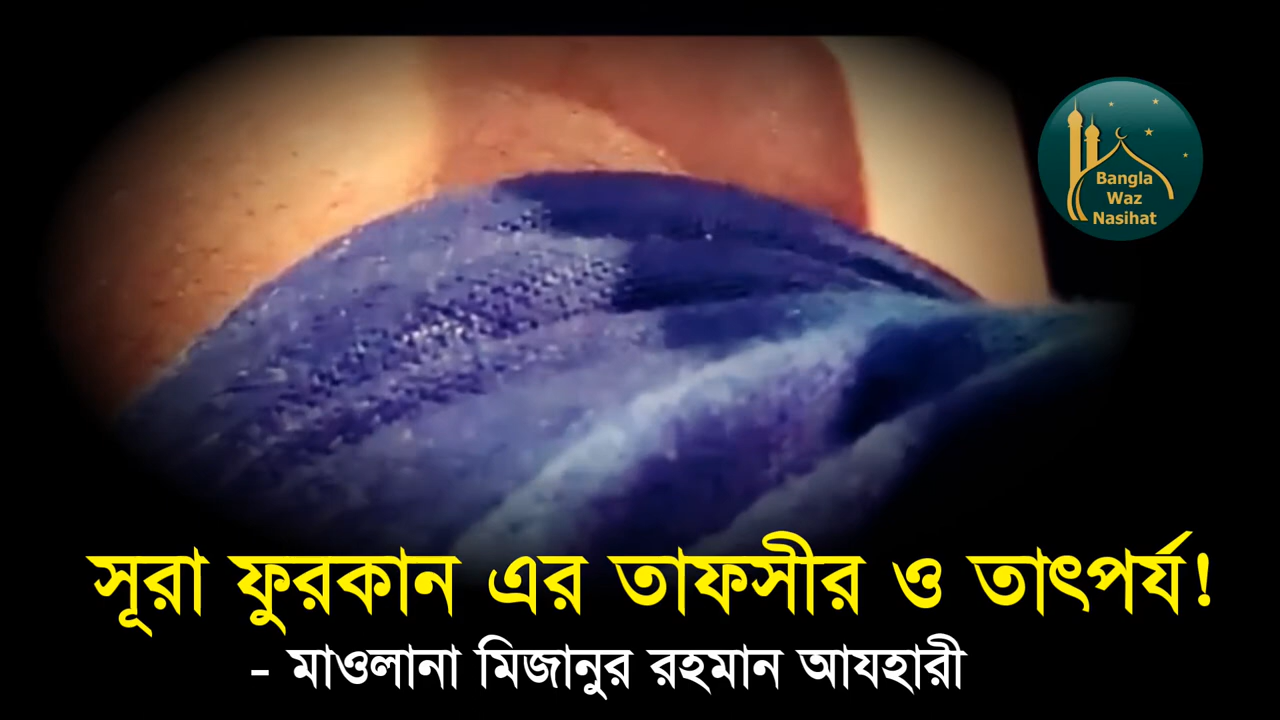 Bangla
Waz
Nasihat
সূরা ফুরকান এর তাফসীর ও তাৎপর্য!
- মাওলানা মিজানুর রহমান আযহারী